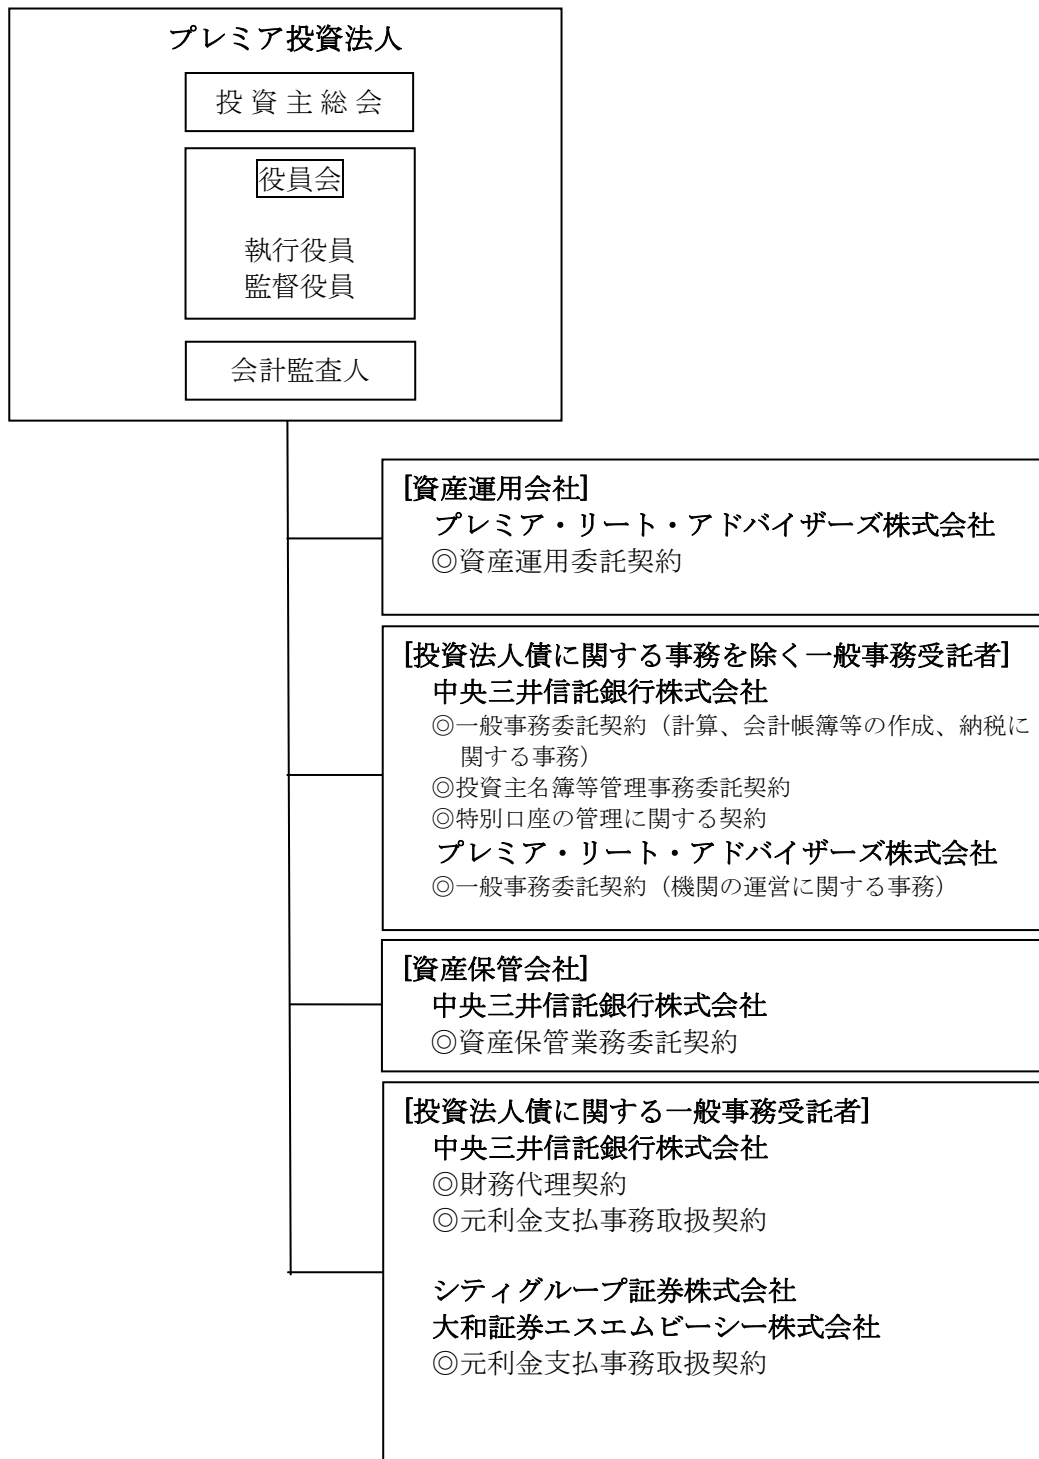 プレミア投資法人
投 資 主 総 会
役員会
執行役員
監督役員
会計監査人
[資産運用会社]
プレミア・リート・アドバイザーズ株式会社
◎資産運用委託契約
[投資法人債に関する事務を除く一般事務受託者]
中央三井信託銀行株式会社
◎一般事務委託契約（計算、会計帳簿等の作成、納税に
関する事務）
◎投資主名簿等管理事務委託契約
◎特別口座の管理に関する契約
プレミア・リート・アドバイザーズ株式会社
◎一般事務委託契約（機関の運営に関する事務）
[資産保管会社]
中央三井信託銀行株式会社
◎資産保管業務委託契約
[投資法人債に関する一般事務受託者]
中央三井信託銀行株式会社
◎財務代理契約
◎元利金支払事務取扱契約
シティグループ証券株式会社
大和証券エスエムビーシー株式会社
◎元利金支払事務取扱契約